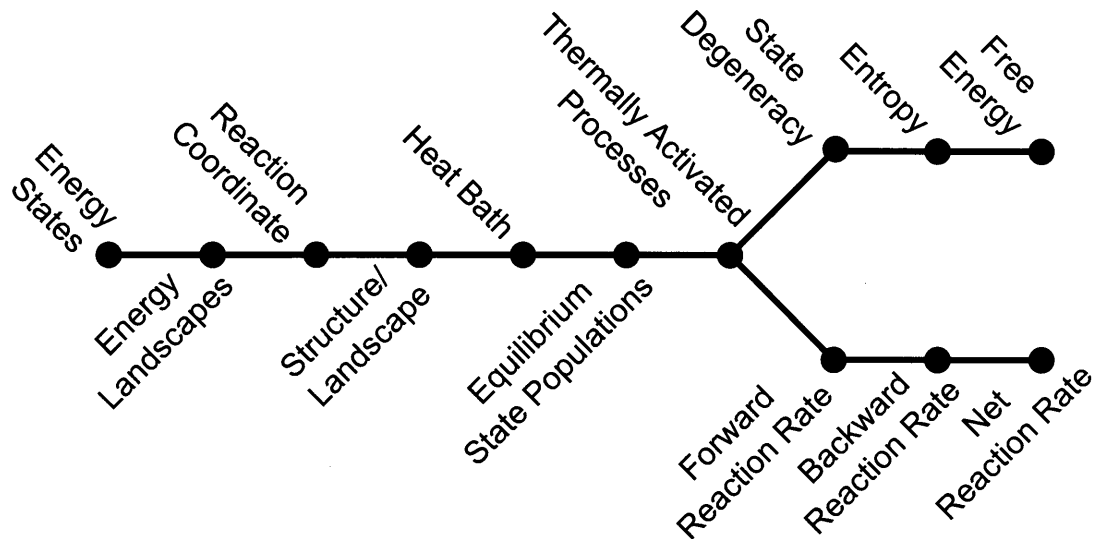 Energy
States
Energy
Landscapes
Reaction
Coordinate
Structure/
Landscape
Heat Bath
Equilibrium
State Populations
Thermally Activated
Processes
State
Degeneracy
Entropy
Free
Energy
Forward
Reaction Rate
Backward
Reaction Rate
Net
Reaction Rate